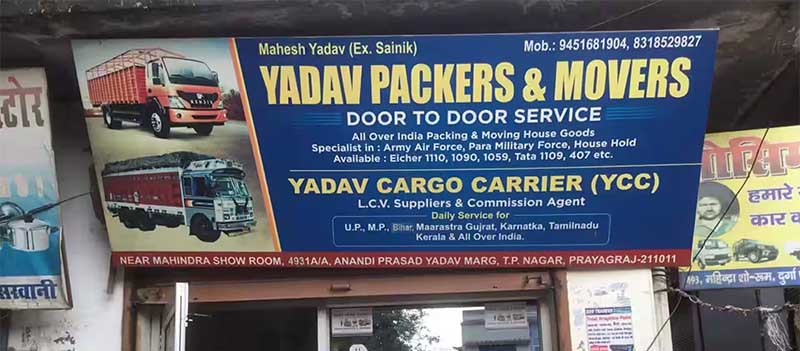 Mahesh Yadav (Ex. Sainik)
Mob.: 9451681904, 8318529827
YADAV PACKERS & MOVERS
DOOR TO DOOR SERVICE
All Over India Packing & Moving House Goods
Specialist in : Army Air Force, Para Military Force, House Hold
Available : Eicher 1110, 1090, 1059, Tata 1109, 407 etc.
YADAV CARGO CARRIER (YCC)
L.C.V. Suppliers & Commission Agent
Daily Service for
U.P., M.P., Bihar, Maarastra Gujrat, Karnatka, Tamilnadu
Kerala & All Over India.
NEAR MAHINDRA SHOW ROOM, 4931A/A, ANANDI PRASAD YADAV MARG, T.P. NAGAR, PRAYAGRAJ-211011
हमारे
कार क
493, महिन्द्रा शो-रूम, दुर्गा